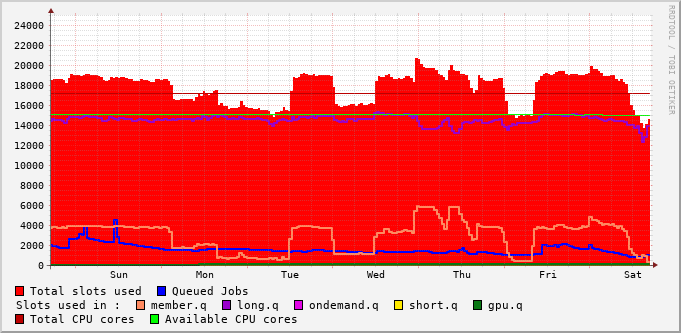 24000
22000
20000
18000
16000
14000
12000
10000
8000
6000
4000
2000
0
Sun Mon Tue Wed Thu Fri Sat
RRDTOOL / TOBI OETIKER
Total slots used Queued Jobs
Slots used in : member.q long.q ondemand.q short.q gpu.q
Total CPU cores Available CPU cores